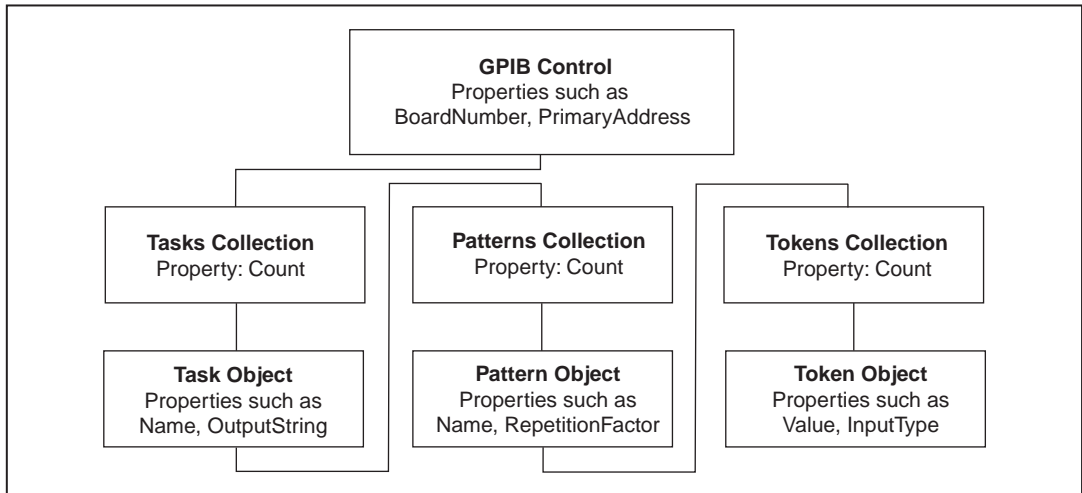 GPIB Control
Properties such as
BoardNumber, PrimaryAddress
Tasks Collection
Property: Count
Patterns Collection
Property: Count
Tokens Collection
Property: Count
Task Object
Properties such as
Name, OutputString
Pattern Object
Properties such as
Name, RepetitionFactor
Token Object
Properties such as
Value, InputType